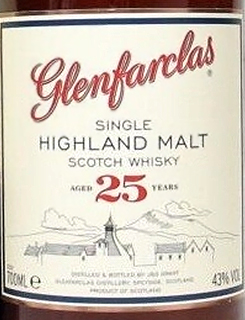 Glenfarclas®
SINGLE
HIGHLAND MALT
SCOTCH WHISKY
AGED 25 YEARS
700ML e
DISTILLED & BOTTLED BY J&G GRANT
GLENFARCLAS DISTILLERY, SPEYSIDE, SCOTLAND
PRODUCT OF SCOTLAND
43% VOL